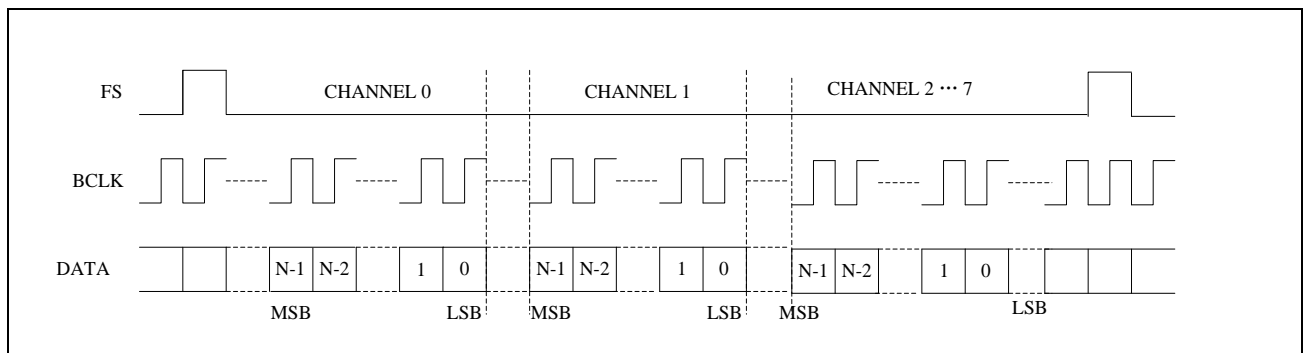 FS CHANNEL 0 CHANNEL 1 CHANNEL 2 ··· 7
BCLK
DATA N-1 N-2 1 0 N-1 N-2 1 0 N-1 N-2 1 0
MSB LSB MSB LSB MSB LSB